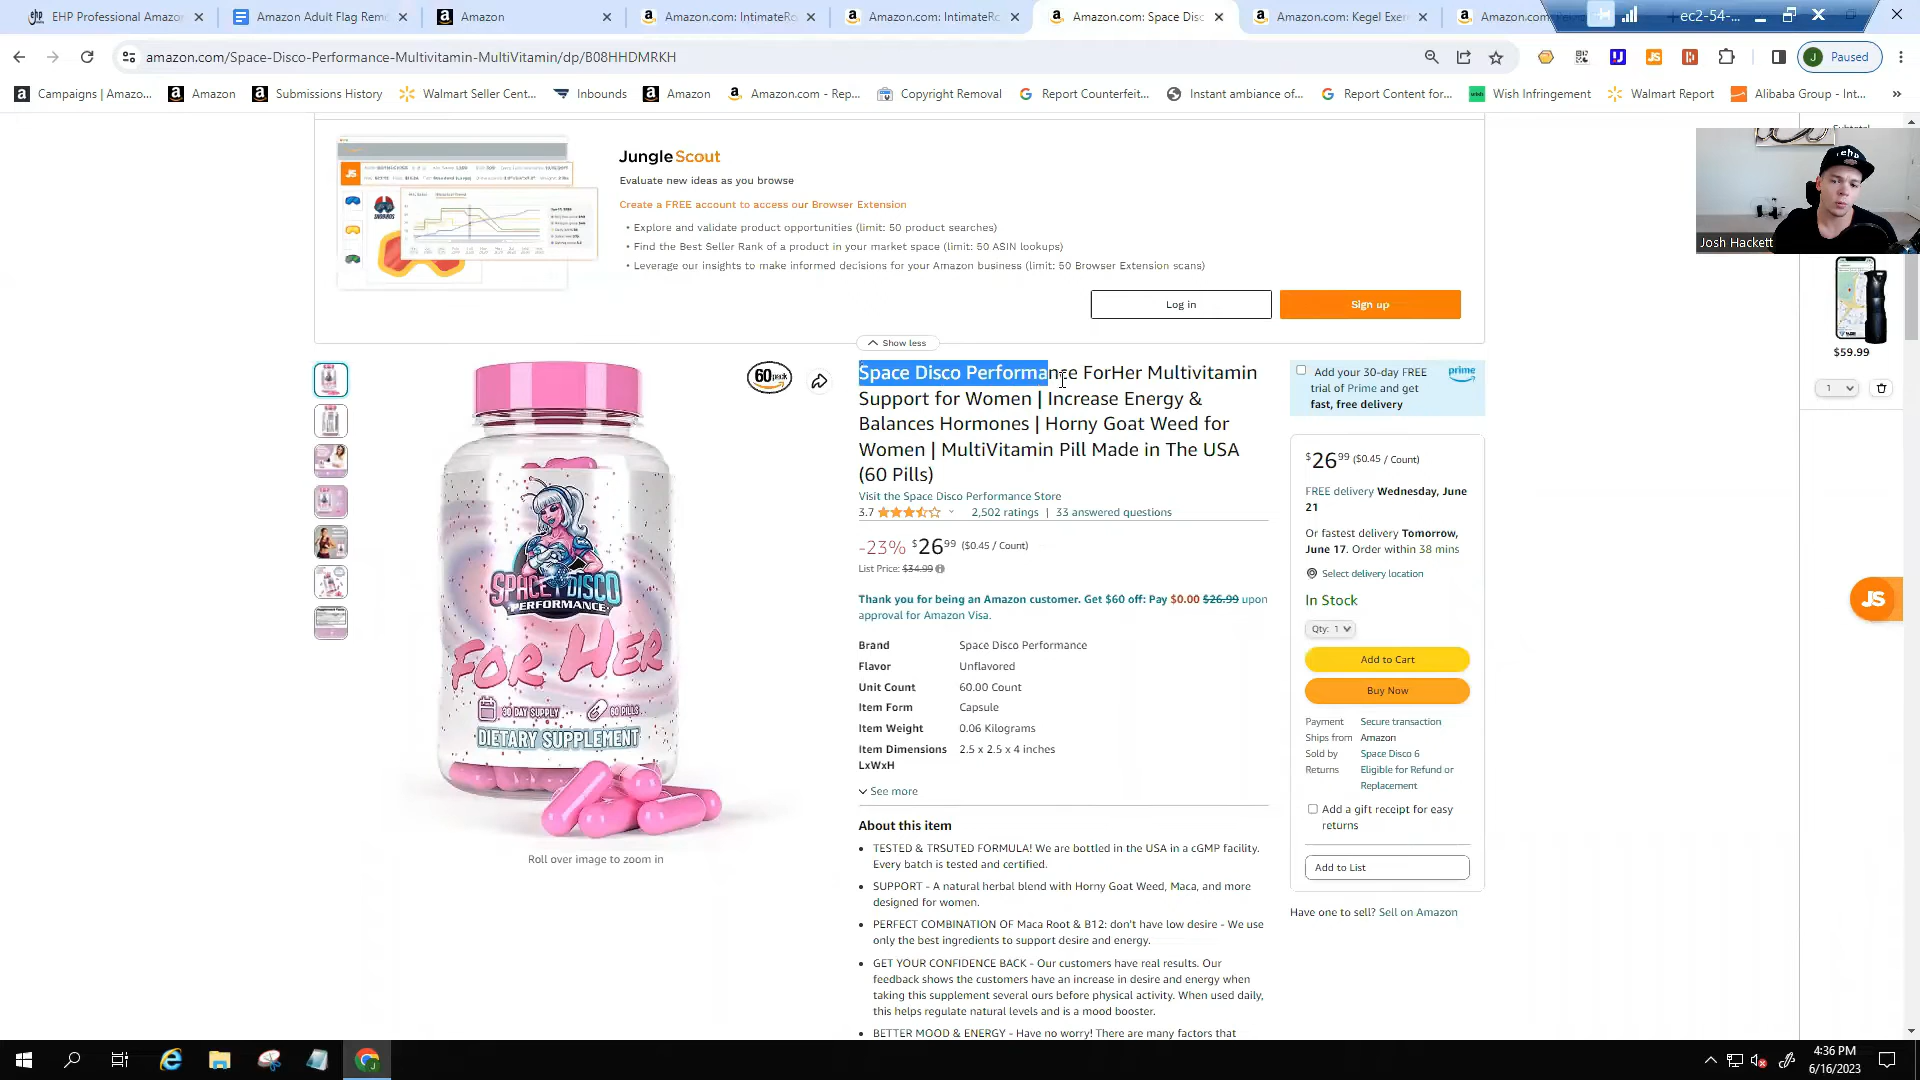 EHP Professional Amazon
Amazon Adult Flag Rem
Amazon
Amazon.com: IntimateRo
Amazon.com: IntimateRo
Amazon.com: Space Disc
Amazon.com: Kegel Exer
Amazon.com
ec2-54-...
amazon.com/Space-Disco-Performance-Multivitamin-MultiVitamin/dp/B08HHDMRKH
J Paused
Campaigns | Amazo...
Amazon
Submissions History
Walmart Seller Cent...
Inbounds
Amazon
Amazon.com - Rep...
Copyright Removal
Report Counterfeit...
Instant ambiance of...
Report Content for...
Wish Infringement
Walmart Report
Alibaba Group - Int...
Subtotal
JungleScout
Evaluate new ideas as you browse
Create a FREE account to access our Browser Extension
• Explore and validate product opportunities (limit: 50 product searches)
• Find the Best Seller Rank of a product in your market space (limit: 50 ASIN lookups)
• Leverage our insights to make informed decisions for your Amazon business (limit: 50 Browser Extension scans)
Log in
Sign up
Show less
ehp
Josh Hackett
$59.99
1
60 pack
SPACE DISCO
PERFORMANCE
FOR HER
30 DAY SUPPLY
60 PILLS
DIETARY SUPPLEMENT
Roll over image to zoom in
Space Disco Performance ForHer Multivitamin
Support for Women | Increase Energy &
Balances Hormones | Horny Goat Weed for
Women | MultiVitamin Pill Made in The USA
(60 Pills)
Visit the Space Disco Performance Store
3.7 2,502 ratings | 33 answered questions
-23% $26.99 ($0.45 / Count)
List Price: $34.99
Thank you for being an Amazon customer. Get $60 off: Pay $0.00 $26.99 upon
approval for Amazon Visa.
Brand Space Disco Performance
Flavor Unflavored
Unit Count 60.00 Count
Item Form Capsule
Item Weight 0.06 Kilograms
Item Dimensions 2.5 x 2.5 x 4 inches
LxWxH
See more
About this item
• TESTED & TRSUTED FORMULA! We are bottled in the USA in a cGMP facility.
Every batch is tested and certified.
• SUPPORT - A natural herbal blend with Horny Goat Weed, Maca, and more
designed for women.
• PERFECT COMBINATION OF Maca Root & B12: don't have low desire - We use
only the best ingredients to support desire and energy.
• GET YOUR CONFIDENCE BACK - Our customers have real results. Our
feedback shows the customers have an increase in desire and energy when
taking this supplement several ours before physical activity. When used daily,
this helps regulate natural levels and is a mood booster.
• BETTER MOOD & ENERGY - Have no worry! There are many factors that
Add your 30-day FREE
trial of Prime and get
fast, free delivery
prime
$26.99 ($0.45 / Count)
FREE delivery Wednesday, June
21
Or fastest delivery Tomorrow,
June 17. Order within 38 mins
Select delivery location
In Stock
Qty: 1
Add to Cart
Buy Now
Payment Secure transaction
Ships from Amazon
Sold by Space Disco 6
Returns Eligible for Refund or
Replacement
Add a gift receipt for easy
returns
Add to List
Have one to sell? Sell on Amazon
JS
4:36 PM
6/16/2023